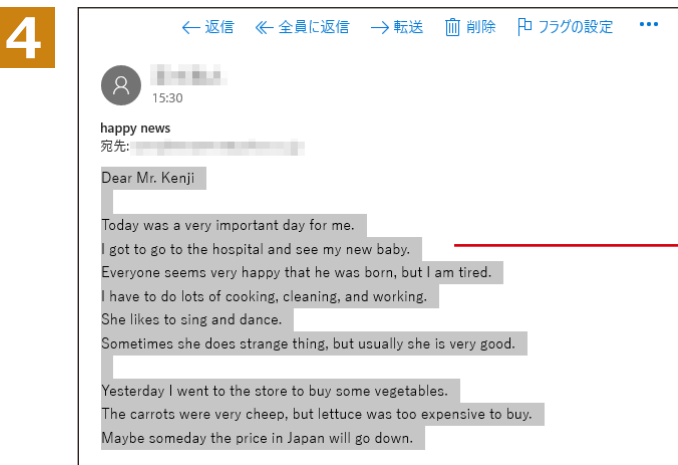 4
← 返信 全員に返信 → 転送 削除 フラグの設定 •••
15:30
happy news
宛先:
Dear Mr. Kenji
Today was a very important day for me.
I got to go to the hospital and see my new baby.
Everyone seems very happy that he was born, but I am tired.
I have to do lots of cooking, cleaning, and working.
She likes to sing and dance.
Sometimes she does strange thing, but usually she is very good.
Yesterday I went to the store to buy some vegetables.
The carrots were very cheep, but lettuce was too expensive to buy.
Maybe someday the price in Japan will go down.